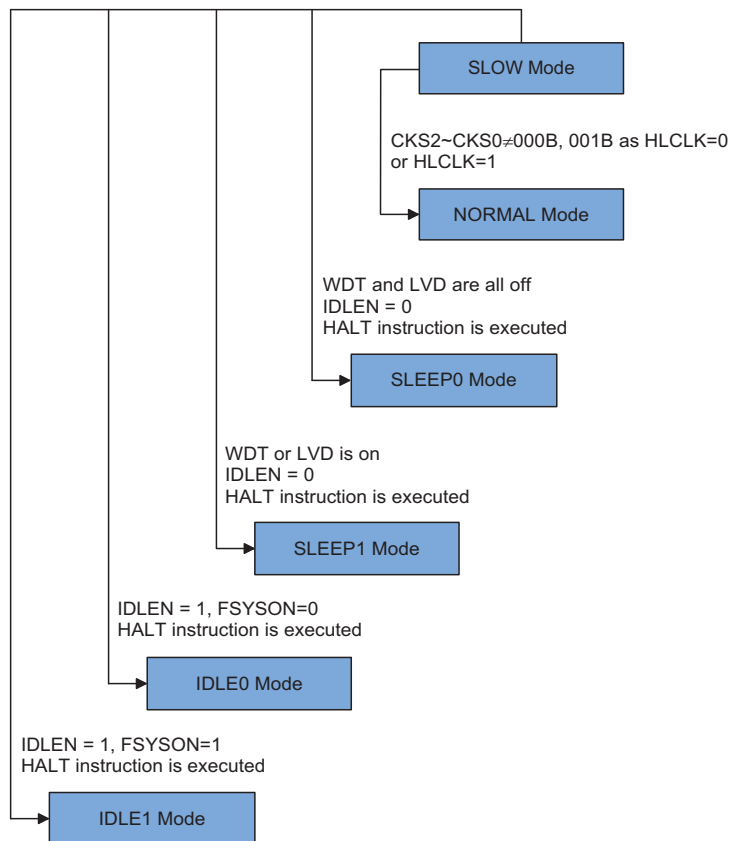 SLOW Mode
CKS2~CKS0≠000B, 001B as HLCLK=0
or HLCLK=1
NORMAL Mode
WDT and LVD are all off
IDLEN = 0
HALT instruction is executed
SLEEP0 Mode
WDT or LVD is on
IDLEN = 0
HALT instruction is executed
SLEEP1 Mode
IDLEN = 1, FSYSON=0
HALT instruction is executed
IDLE0 Mode
IDLEN = 1, FSYSON=1
HALT instruction is executed
IDLE1 Mode